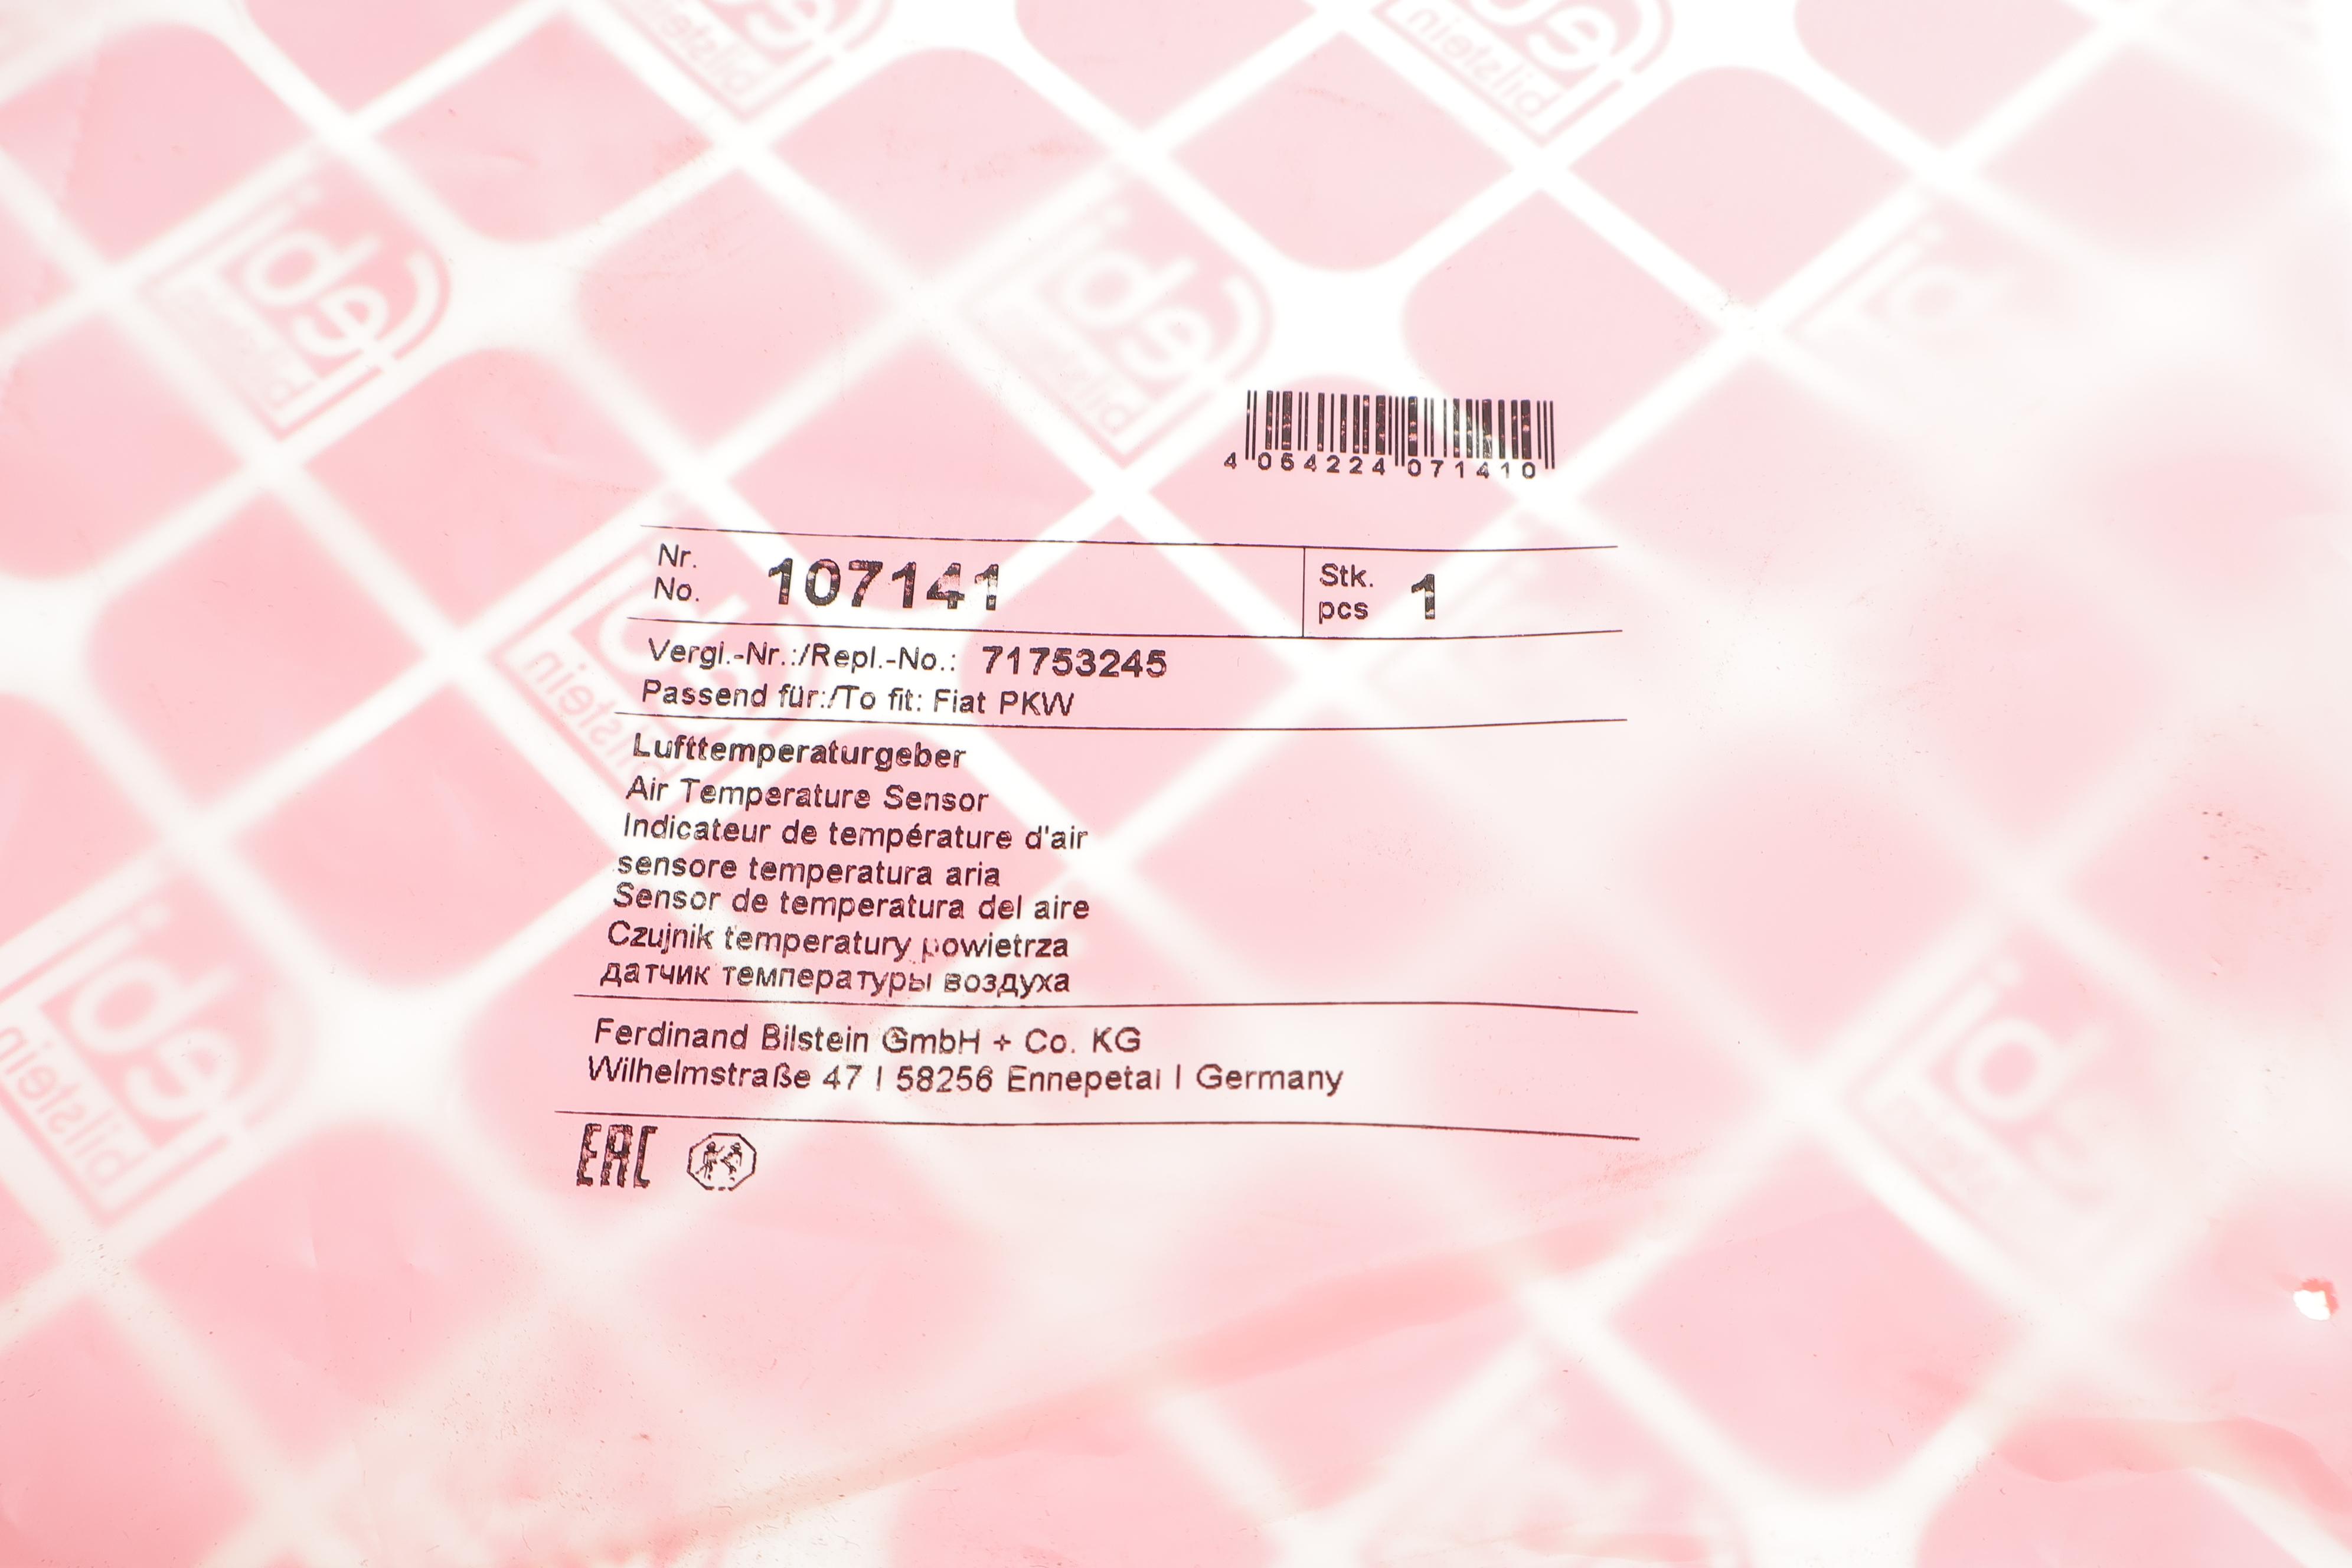 4 054224 071410
Nr.
No. 107141
Stk.
pcs 1
Vergl.-Nr.:/Repl.-No.: 71753245
Passend für:/To fit: Fiat PKW
Lufttemperaturgeber
Air Temperature Sensor
Indicateur de température d'air
sensore temperatura aria
Sensor de temperatura del aire
Czujnik temperatury powietrza
датчик температуры воздуха
Ferdinand Bilstein GmbH + Co. KG
Wilhelmstraße 47 | 58256 Ennepetal | Germany
EAC
febi
bilstein